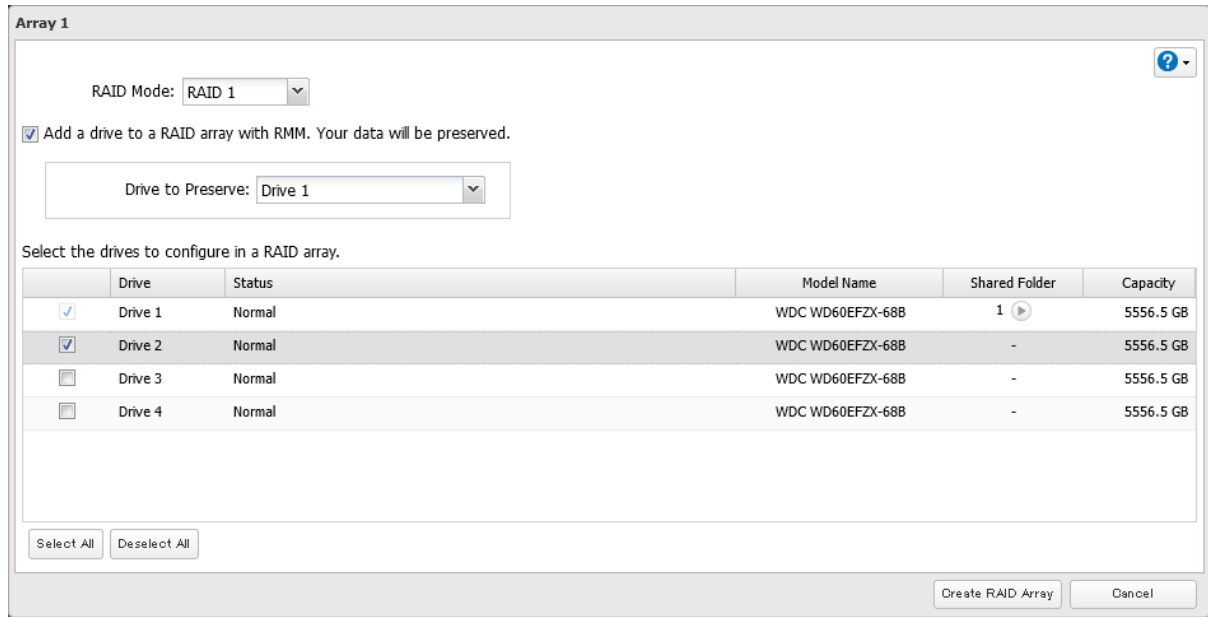 Array 1
RAID Mode: RAID 1
Add a drive to a RAID array with RMM. Your data will be preserved.
Drive to Preserve: Drive 1
Select the drives to configure in a RAID array.
Drive Status Model Name Shared Folder Capacity
Drive 1 Normal WDC WD60EFZX-68B 1 5556.5 GB
Drive 2 Normal WDC WD60EFZX-68B - 5556.5 GB
Drive 3 Normal WDC WD60EFZX-68B - 5556.5 GB
Drive 4 Normal WDC WD60EFZX-68B - 5556.5 GB
Select All Deselect All
Create RAID Array Cancel